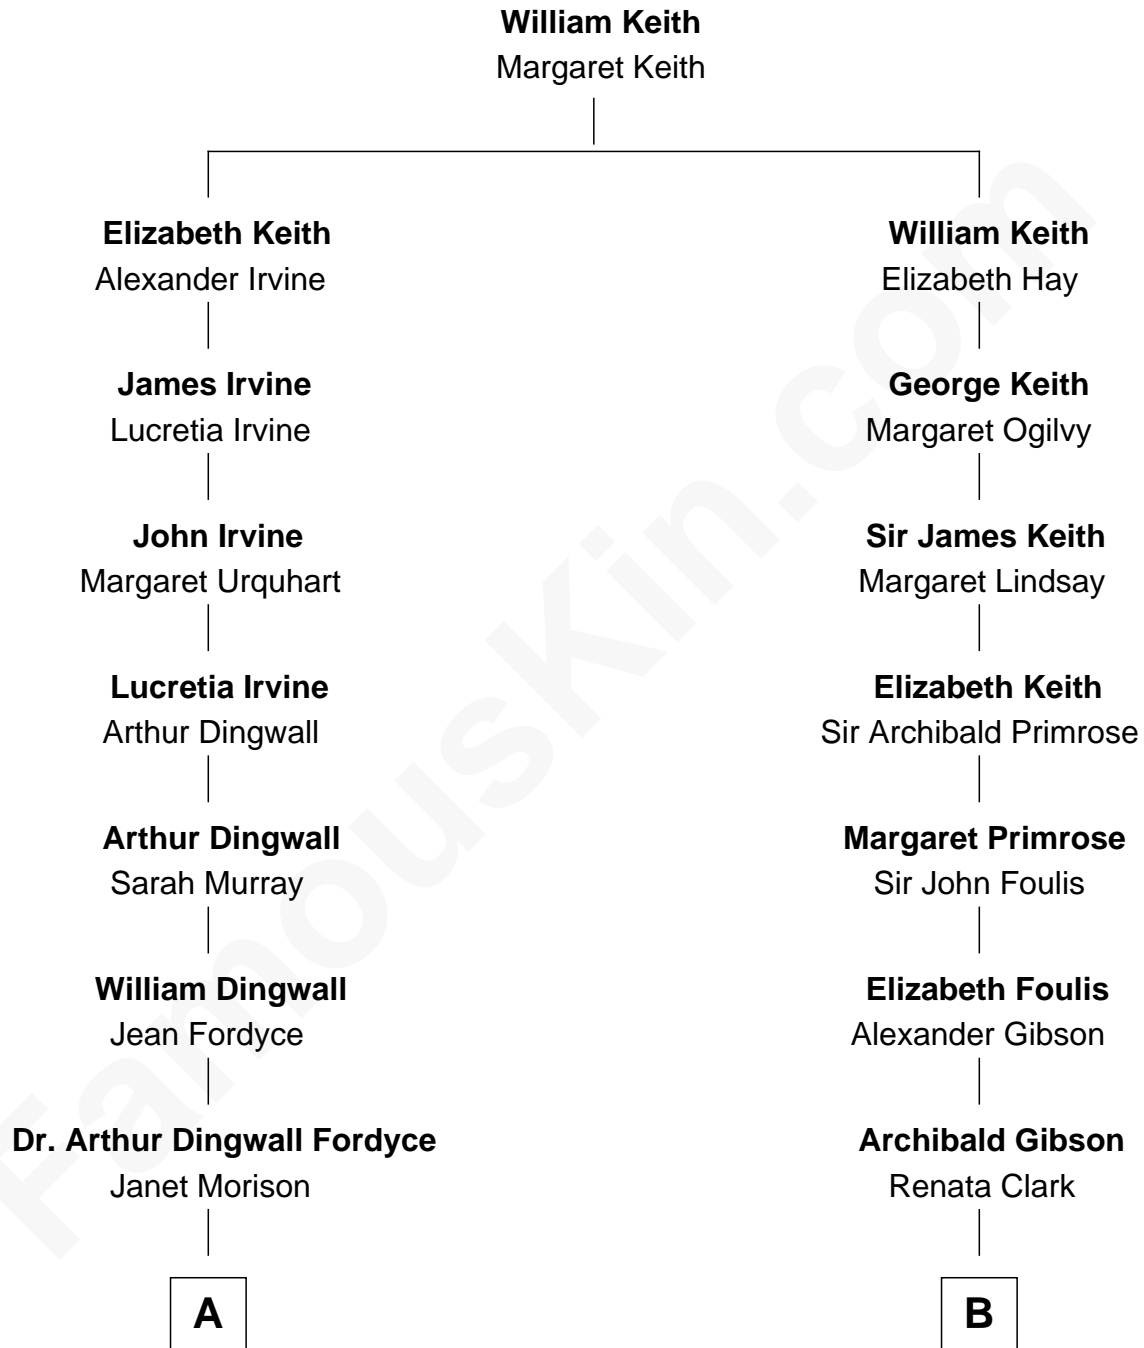 William Keith
Margaret Keith
Elizabeth Keith
Alexander Irvine
William Keith
Elizabeth Hay
James Irvine
Lucretia Irvine
George Keith
Margaret Ogilvy
John Irvine
Margaret Urquhart
Sir James Keith
Margaret Lindsay
Lucretia Irvine
Arthur Dingwall
Elizabeth Keith
Sir Archibald Primrose
Arthur Dingwall
Sarah Murray
Margaret Primrose
Sir John Foulis
William Dingwall
Jean Fordyce
Elizabeth Foulis
Alexander Gibson
Dr. Arthur Dingwall Fordyce
Janet Morison
Archibald Gibson
Renata Clark
A
B
FamousKin.com